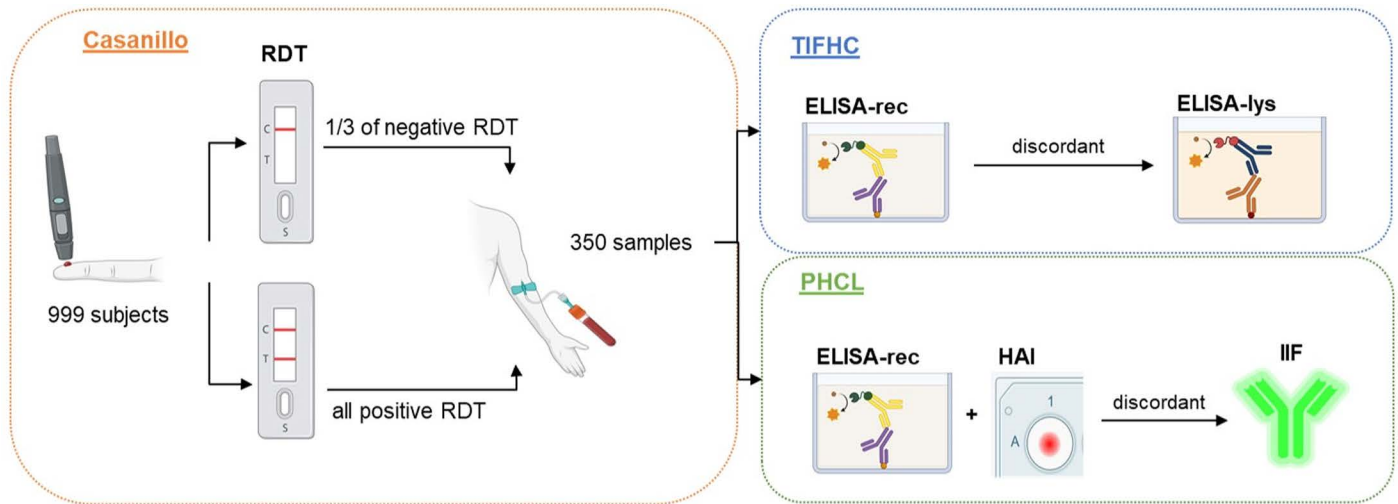 Casanillo
RDT
C
T
S
1/3 of negative RDT
999 subjects
C
T
S
all positive RDT
350 samples
TIFHC
ELISA-rec
discordant
ELISA-lys
PHCL
ELISA-rec
+
HAI
1
A
discordant
IIF